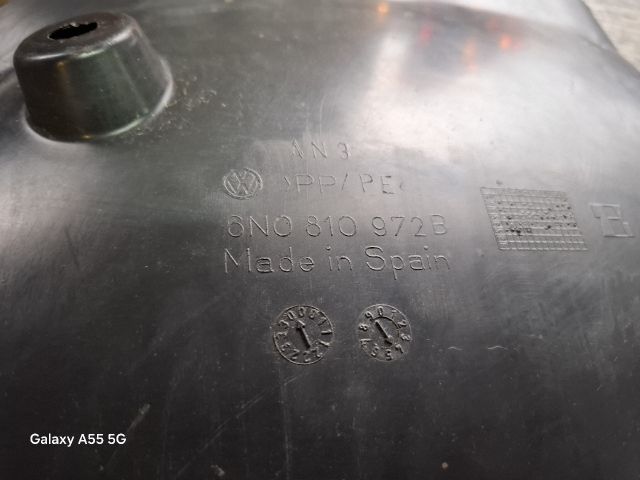 AN 3
>PP/PE<
6N0 810 972B
Made in Spain
Galaxy A55 5G